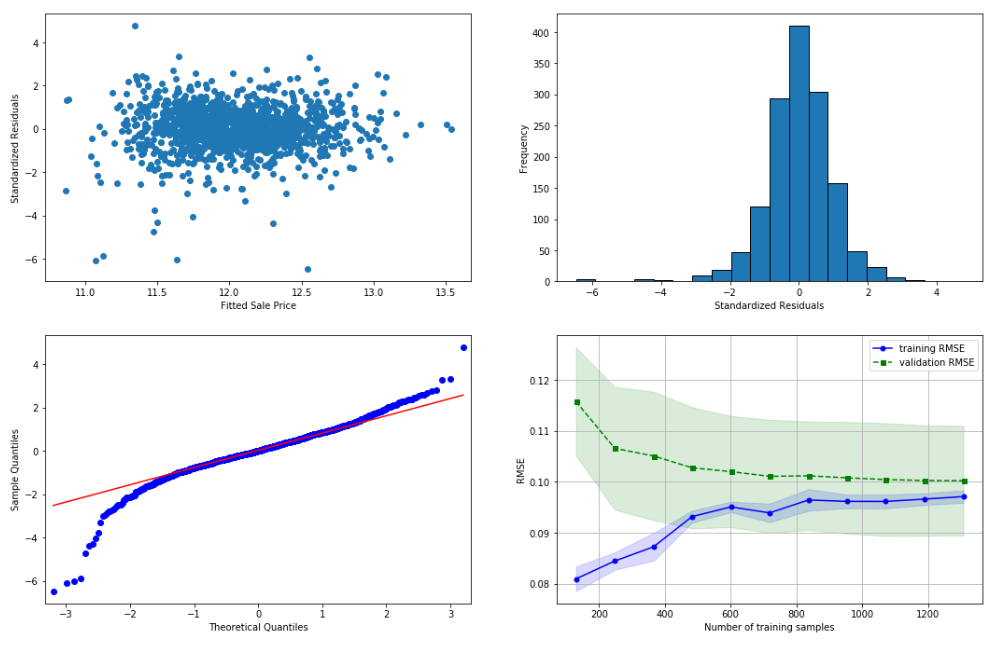 4
2
0
−2
−4
−6
Standardized Residuals
11.0 11.5 12.0 12.5 13.0 13.5
Fitted Sale Price
400
350
300
250
200
150
100
50
0
Frequency
−6 −4 −2 0 2 4
Standardized Residuals
4
2
0
−2
−4
−6
Sample Quantiles
−3 −2 −1 0 1 2 3
Theoretical Quantiles
training RMSE
validation RMSE
0.12
0.11
0.10
0.09
0.08
RMSE
200 400 600 800 1000 1200
Number of training samples